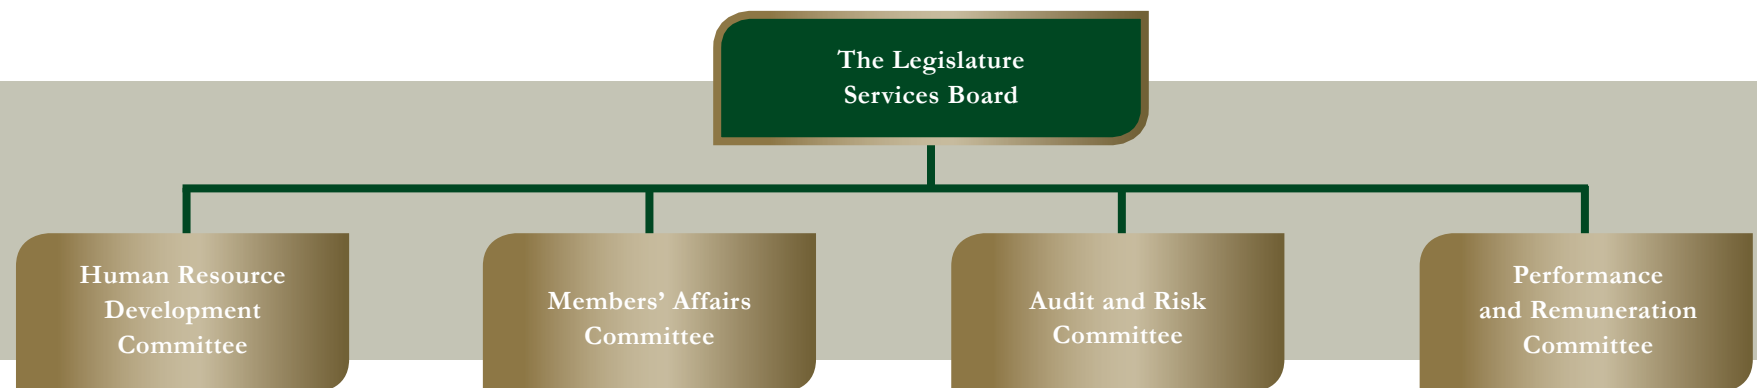 The Legislature
Services Board
Human Resource
Development
Committee
Members’ Affairs
Committee
Audit and Risk
Committee
Performance
and Remuneration
Committee